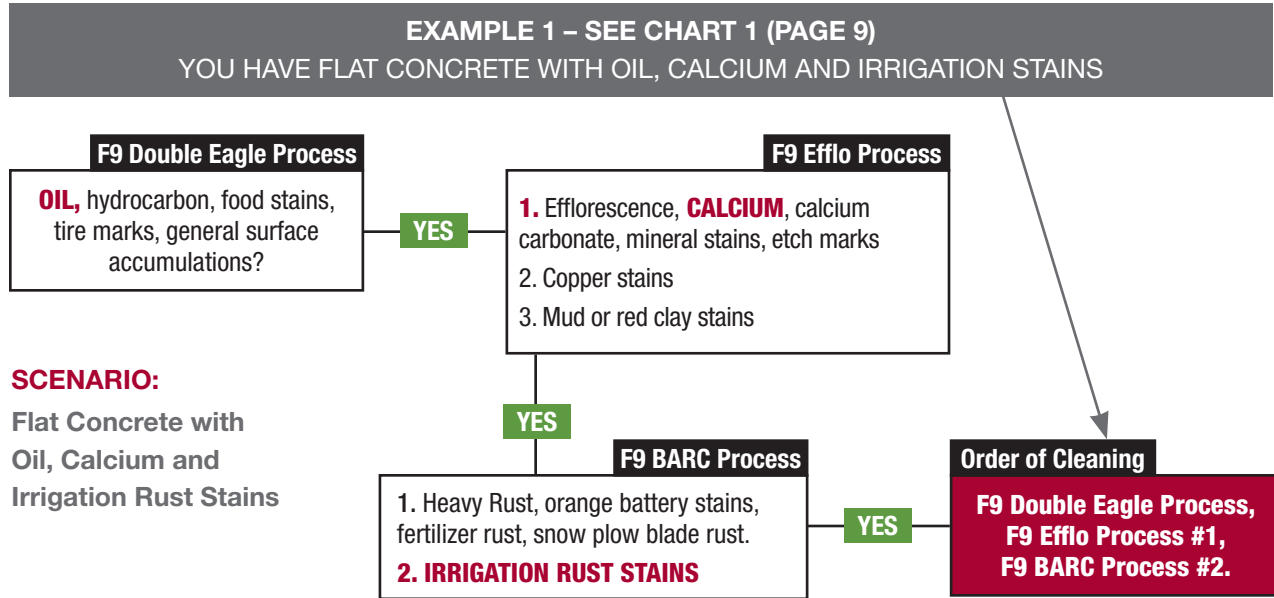 EXAMPLE 1 – SEE CHART 1 (PAGE 9)
YOU HAVE FLAT CONCRETE WITH OIL, CALCIUM AND IRRIGATION STAINS
F9 Double Eagle Process
OIL, hydrocarbon, food stains,
tire marks, general surface
accumulations?
YES
F9 Efflo Process
1. Efflorescence, CALCIUM, calcium
carbonate, mineral stains, etch marks
2. Copper stains
3. Mud or red clay stains
SCENARIO:
Flat Concrete with
Oil, Calcium and
Irrigation Rust Stains
YES
F9 BARC Process
1. Heavy Rust, orange battery stains,
fertilizer rust, snow plow blade rust.
2. IRRIGATION RUST STAINS
YES
Order of Cleaning
F9 Double Eagle Process,
F9 Efflo Process #1,
F9 BARC Process #2.